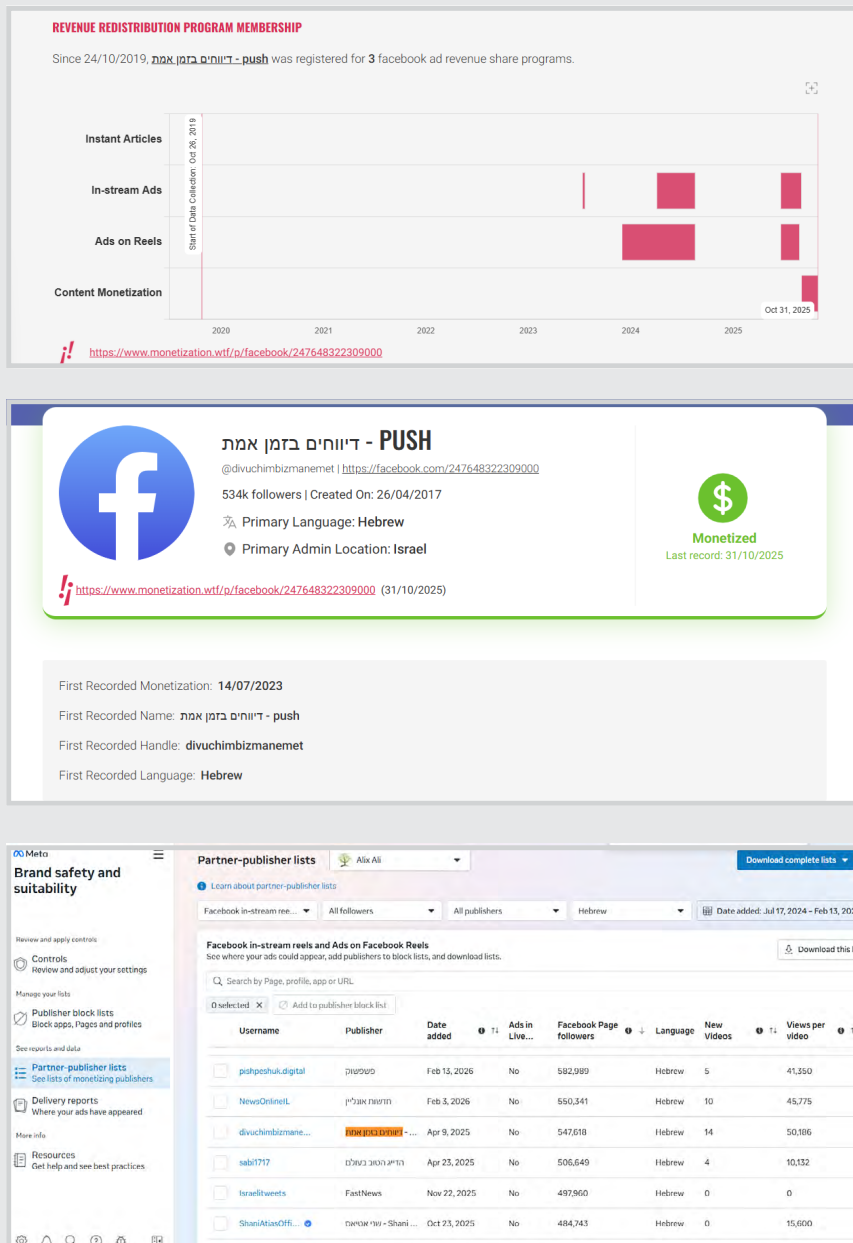 REVENUE REDISTRIBUTION PROGRAM MEMBERSHIP
Since 24/10/2019, דיווחים בזמן אמת - push was registered for 3 facebook ad revenue share programs.
Start of Data Collection: Oct 26, 2019
Instant Articles
In-stream Ads
Ads on Reels
Content Monetization
Oct 31, 2025
2020 2021 2022 2023 2024 2025
https://www.monetization.wtf/p/facebook/247648322309000
דיווחים בזמן אמת - PUSH
@divuchimbizmanemet | https://facebook.com/247648322309000
534k followers | Created On: 26/04/2017
Primary Language: Hebrew
Primary Admin Location: Israel
Monetized
Last record: 31/10/2025
https://www.monetization.wtf/p/facebook/247648322309000 (31/10/2025)
First Recorded Monetization: 14/07/2023
First Recorded Name: דיווחים בזמן אמת - push
First Recorded Handle: divuchimbizmanemet
First Recorded Language: Hebrew
Meta
Brand safety and
suitability
Review and apply controls
Controls
Review and adjust your settings
Manage your lists
Publisher block lists
Block apps, Pages and profiles
See reports and data
Partner-publisher lists
See lists of monetizing publishers
Delivery reports
Where your ads have appeared
More info
Resources
Get help and see best practices
Partner-publisher lists Alix Ali Download complete lists
Learn about partner-publisher lists
Facebook in-stream ree... All followers All publishers Hebrew Date added: Jul 17, 2024 – Feb 13, 202
Facebook in-stream reels and Ads on Facebook Reels
See where your ads could appear, add publishers to block lists, and download lists.
Download this
Search by Page, profile, app or URL
0 selected Add to publisher block list
Username Publisher Date added Ads in Live... Facebook Page followers Language New Videos Views per video
pishpeshuk.digital פשפשוק Feb 13, 2026 No 582,989 Hebrew 5 41,350
NewsOnlineIL חדשות אונליין Feb 3, 2026 No 550,341 Hebrew 10 45,775
divuchimbizmane... דיווחים בזמן אמת - ... Apr 9, 2025 No 547,618 Hebrew 14 50,186
sabi1717 הדייג הטוב בעולם Apr 23, 2025 No 506,649 Hebrew 4 10,132
Israelitweets FastNews Nov 22, 2025 No 497,960 Hebrew 0 0
ShaniAtiasOffi... שני אטיאס - Shani ... Oct 23, 2025 No 484,743 Hebrew 0 15,600